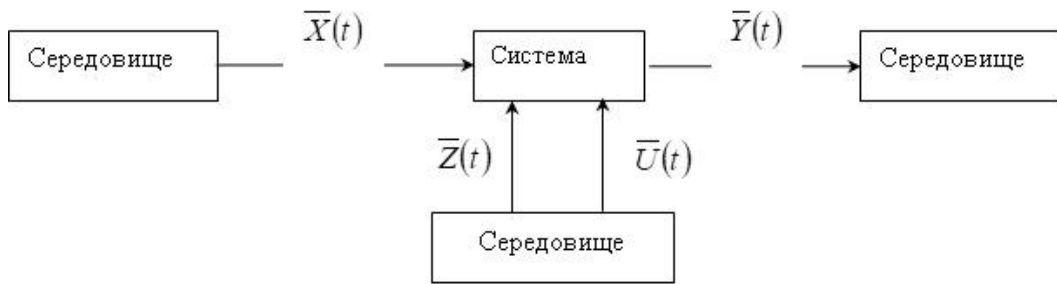 Середовище
X̅(t)
Система
Y̅(t)
Середовище
Z̅(t)
U̅(t)
Середовище